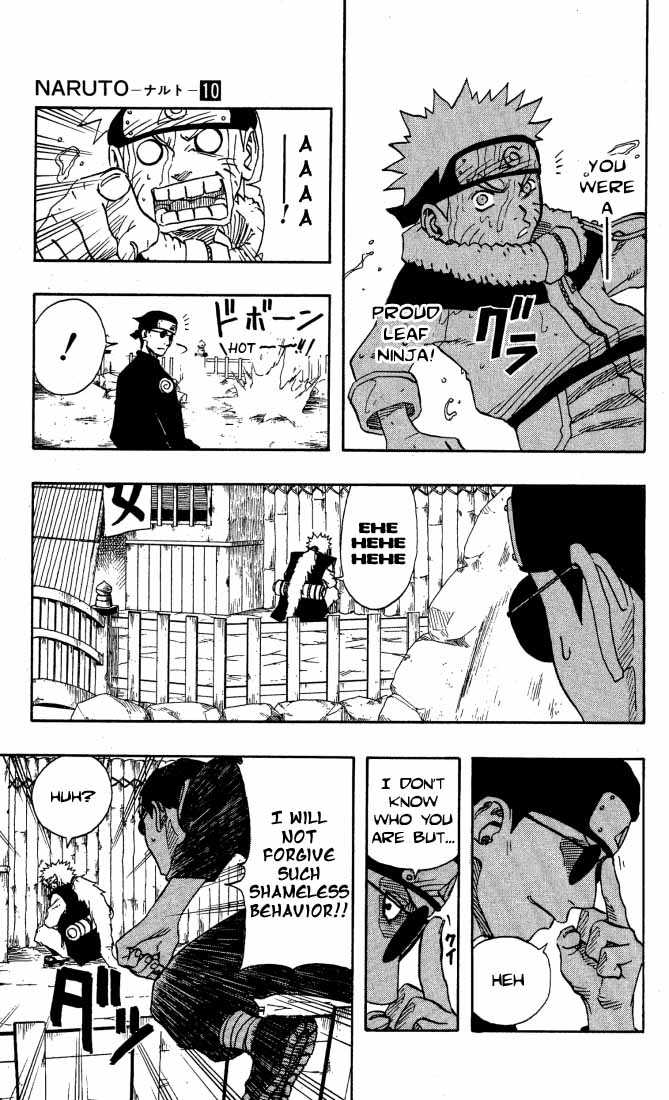 NARUTO —ナルト— 10
YOU
WERE
A
PROUD
LEAF
NINJA!
グラ
A
A
A
A
!
ドボーン
HOT
!!
!
女
EHE
HEHE
HEHE
HEH
I DON'T
KNOW
WHO YOU
ARE BUT...
クイ
I WILL
NOT
FORGIVE
SUCH
SHAMELESS
BEHAVIOR!!
HUH?
ダッ